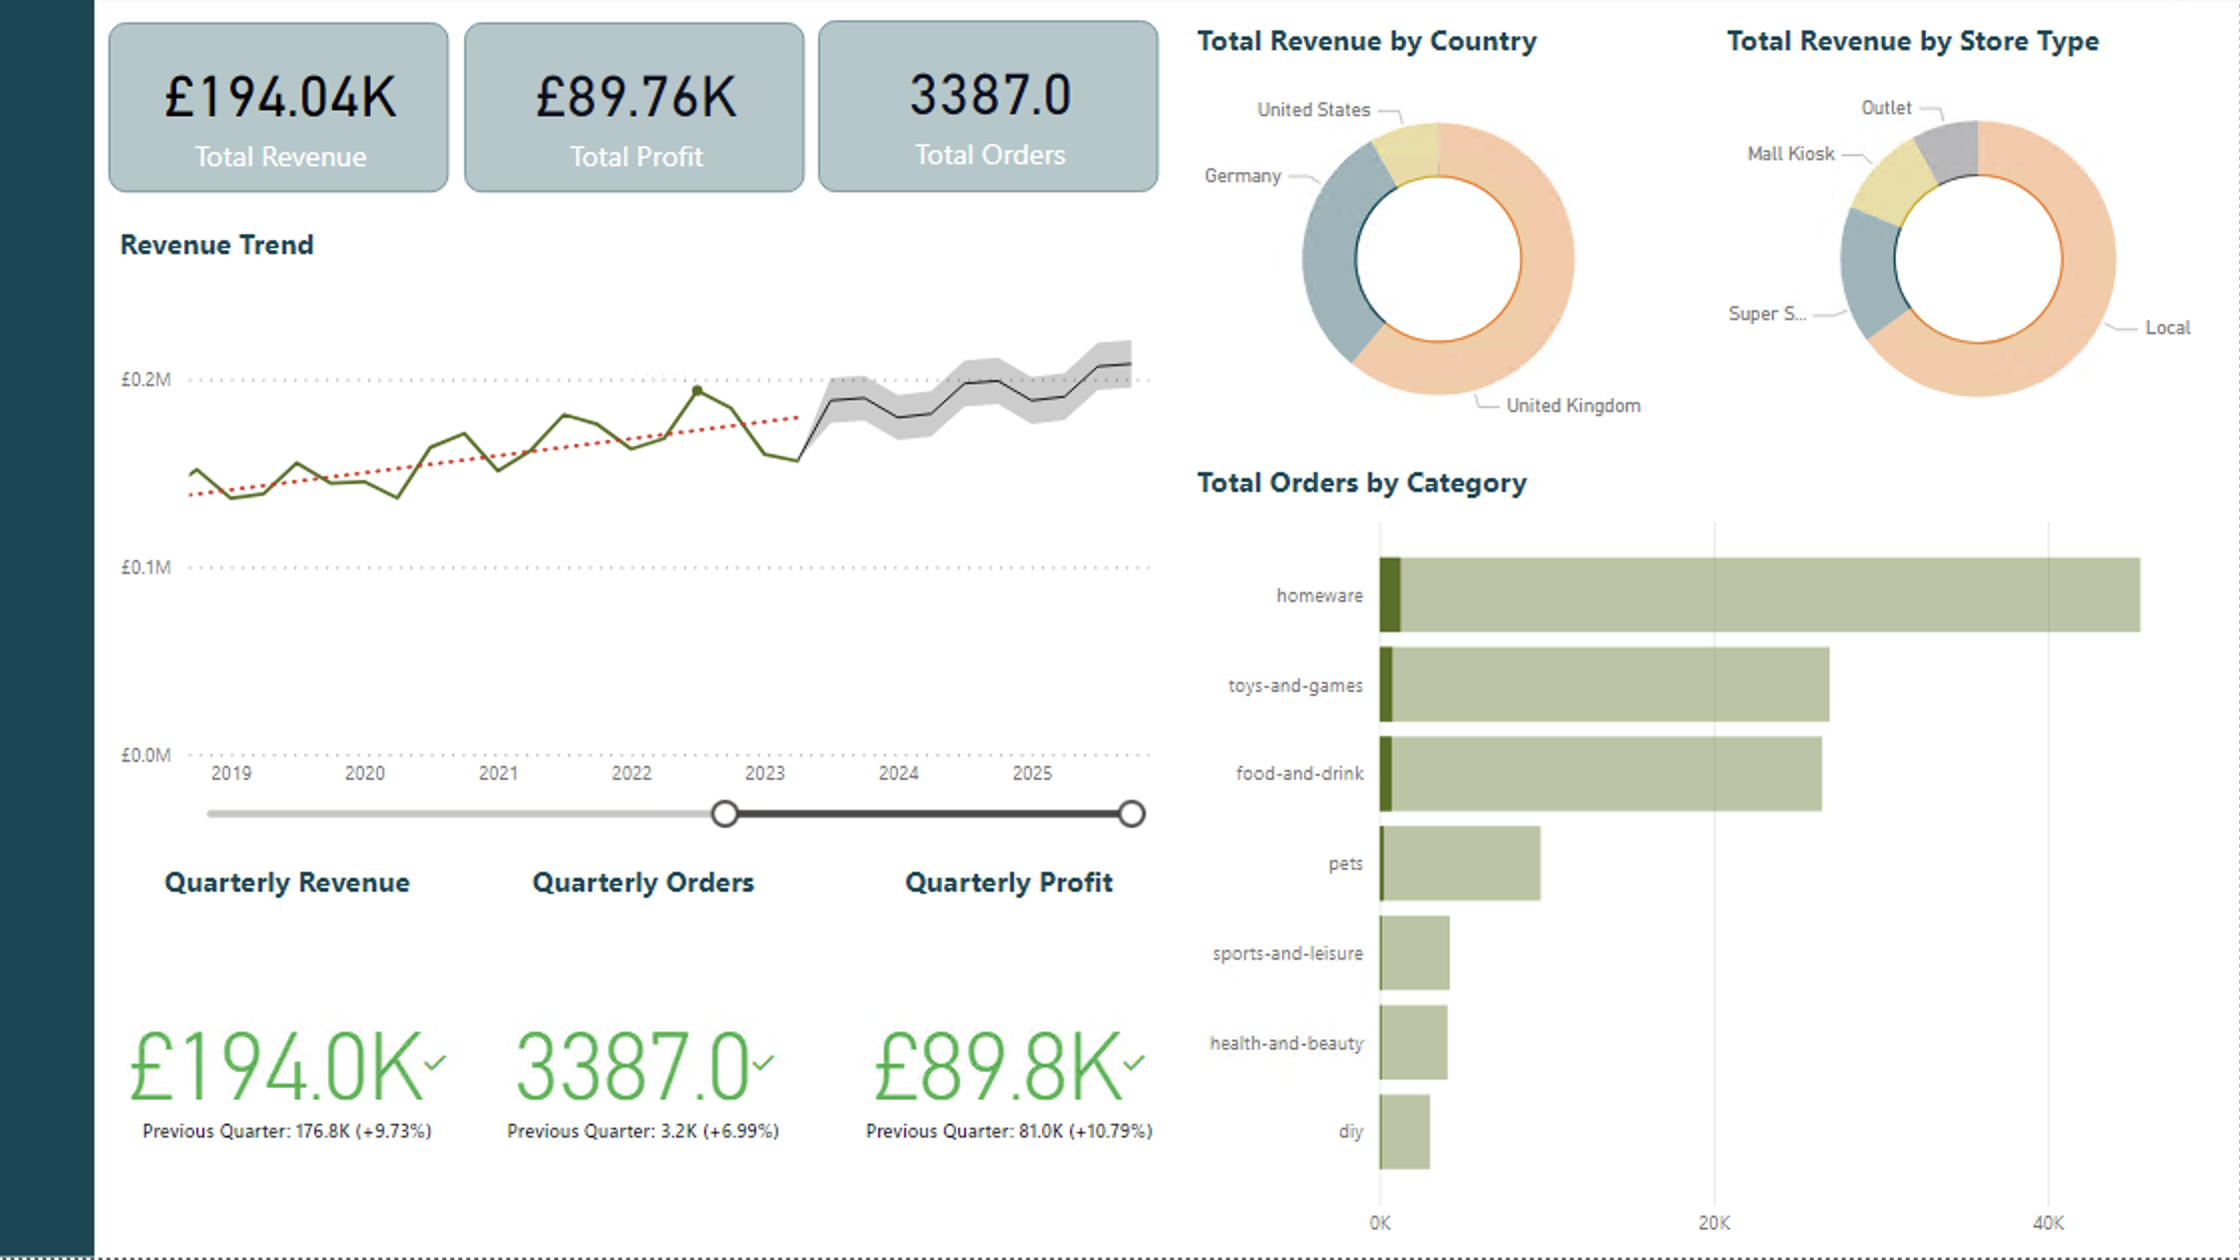 £194.04K
Total Revenue
£89.76K
Total Profit
3387.0
Total Orders
Revenue Trend
£0.2M
£0.1M
£0.0M
2019 2020 2021 2022 2023 2024 2025
Quarterly Revenue
£194.0K
Previous Quarter: 176.8K (+9.73%)
Quarterly Orders
3387.0
Previous Quarter: 3.2K (+6.99%)
Quarterly Profit
£89.8K
Previous Quarter: 81.0K (+10.79%)
Total Revenue by Country
United States
Germany
United Kingdom
Total Revenue by Store Type
Outlet
Mall Kiosk
Super S...
Local
Total Orders by Category
homeware
toys-and-games
food-and-drink
pets
sports-and-leisure
health-and-beauty
diy
0K 20K 40K